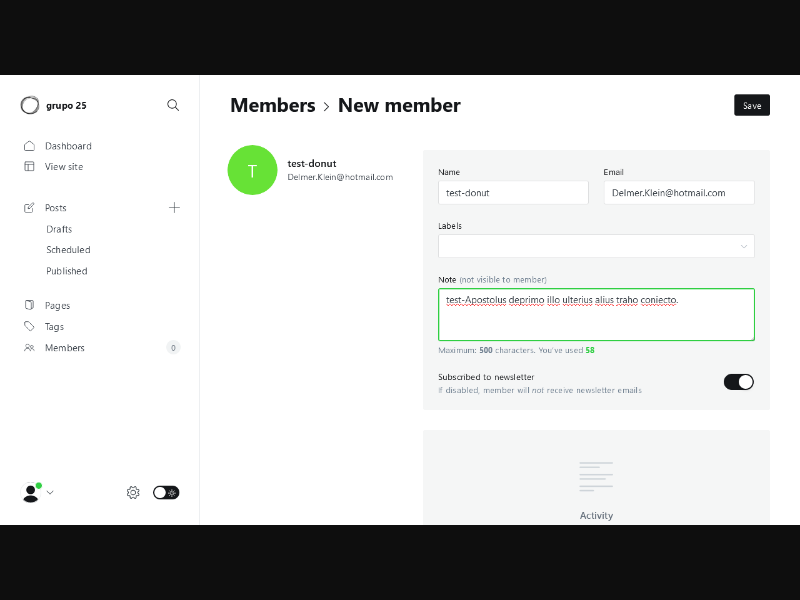 grupo 25
Dashboard
View site
Posts
Drafts
Scheduled
Published
Pages
Tags
Members 0
Members > New member
Save
T
test-donut
Delmer.Klein@hotmail.com
Name
test-donut
Email
Delmer.Klein@hotmail.com
Labels
Note (not visible to member)
test-Apostolus deprimo illo ulterius alius traho coniecto.
Maximum: 500 characters. You've used 58
Subscribed to newsletter
If disabled, member will not receive newsletter emails
Activity